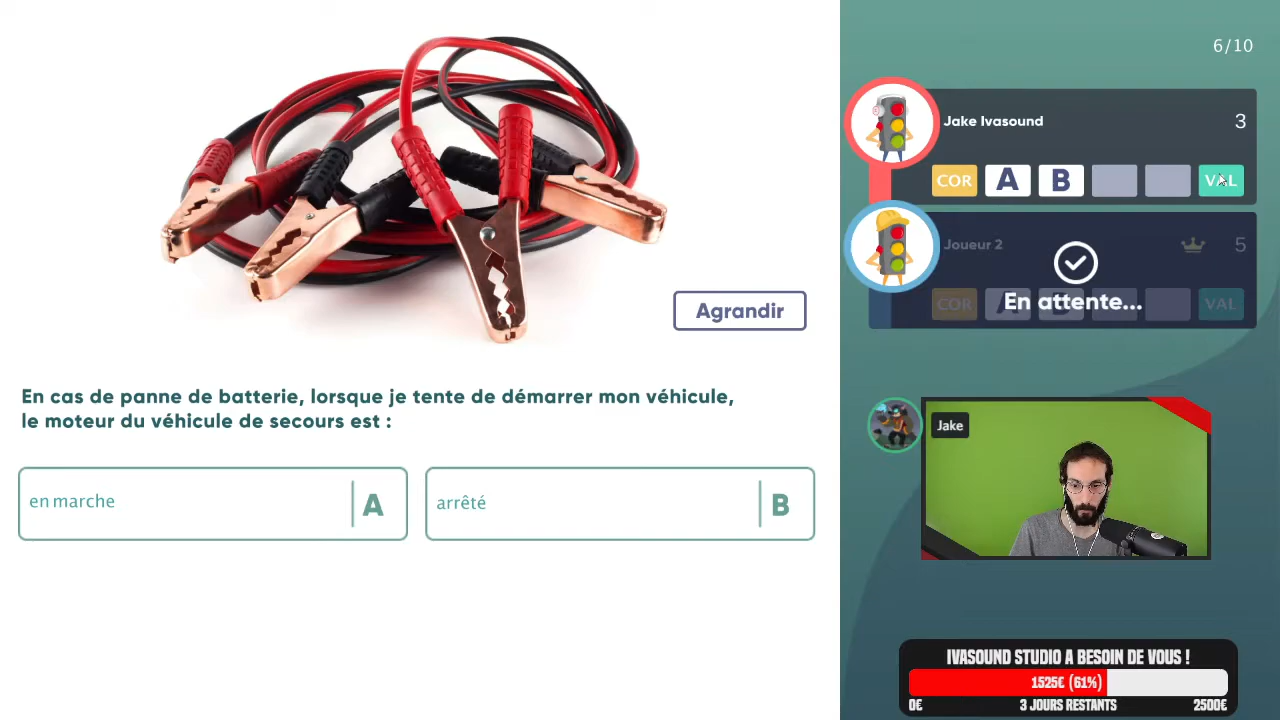 6/10
Jake Ivasound
3
COR A B VAL
Joueur 2
5
COR A B VAL
En attente...
Agrandir
En cas de panne de batterie, lorsque je tente de démarrer mon véhicule,
le moteur du véhicule de secours est :
en marche
A
arrêté
B
Jake
IVASOUND STUDIO A BESOIN DE VOUS !
1525€ (61%)
0€
3 JOURS RESTANTS
2500€